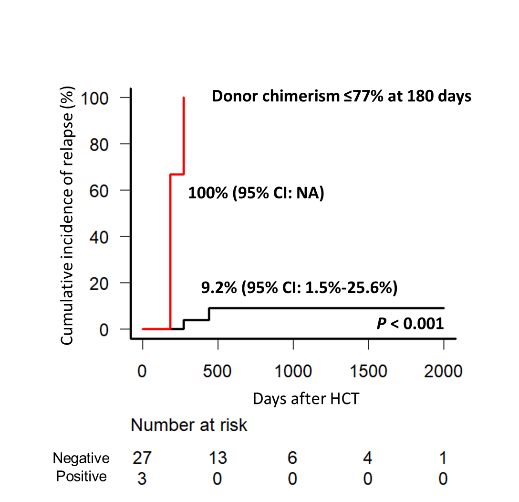 Donor chimerism ≤77% at 180 days
Cumulative incidence of relapse (%)
100
80
60
40
20
0
100% (95% CI: NA)
9.2% (95% CI: 1.5%-25.6%)
P < 0.001
0 500 1000 1500 2000
Days after HCT
Number at risk
Negative 27 13 6 4 1
Positive 3 0 0 0 0